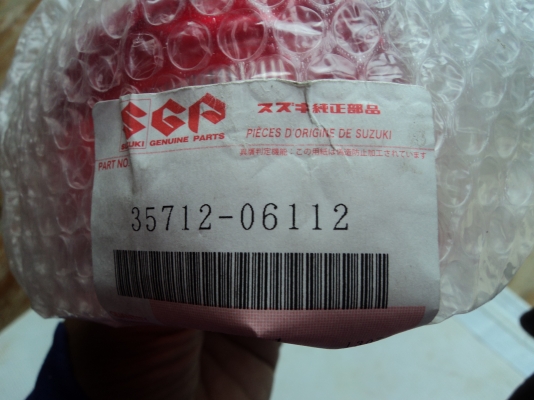 SGP スズキ純正部品
SUZUKI GENUINE PARTS PIÈCES D'ORIGINE DE SUZUKI
PART NO
35712-06112